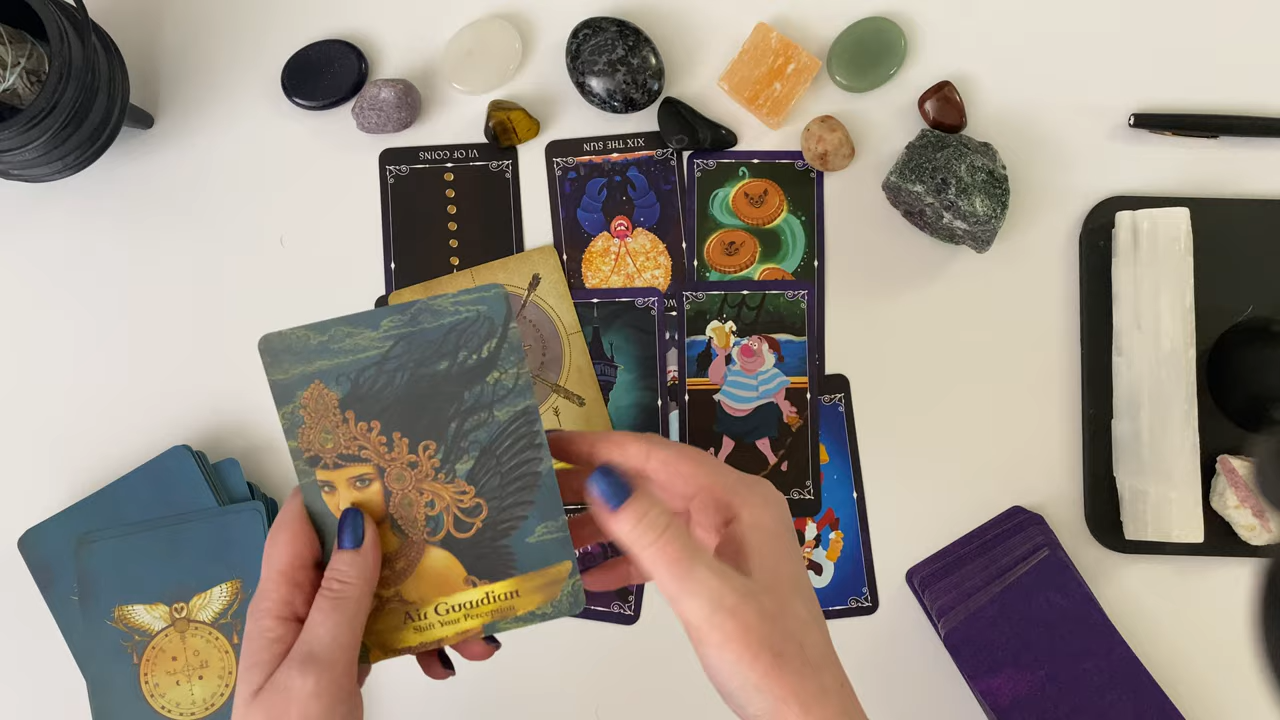 VI OF COINS
XIX THE SUN
Air Guardian
Shift Your Perception